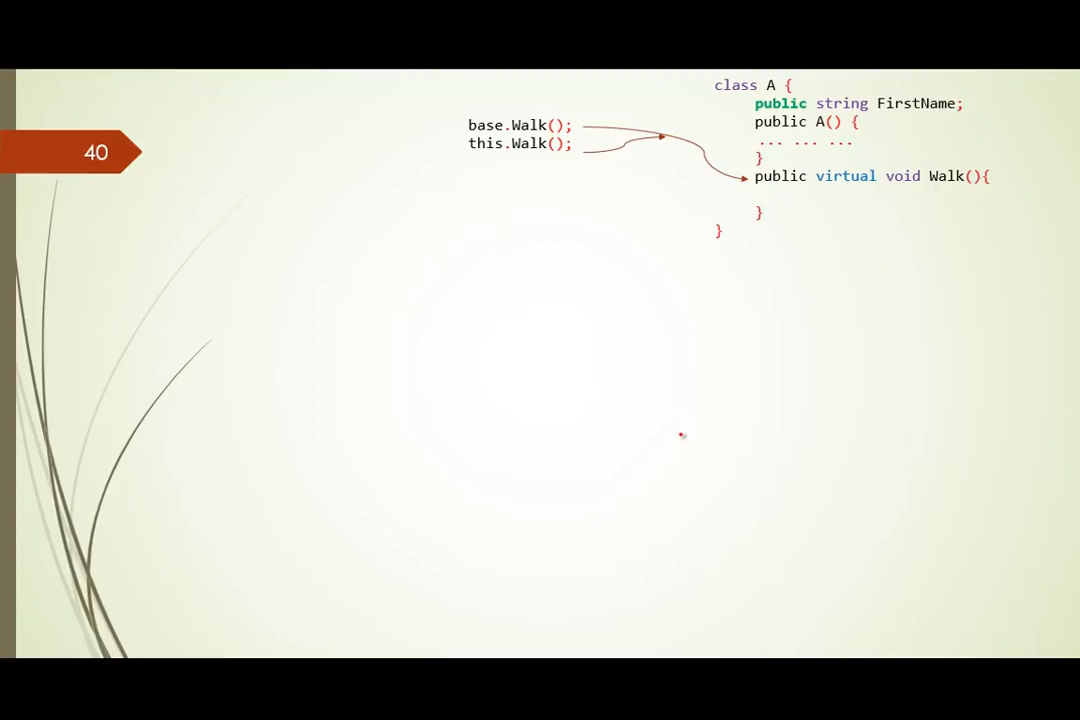 40
base.Walk();
this.Walk();
class A {
public string FirstName;
public A() {
... ... ...
}
public virtual void Walk(){
}
}